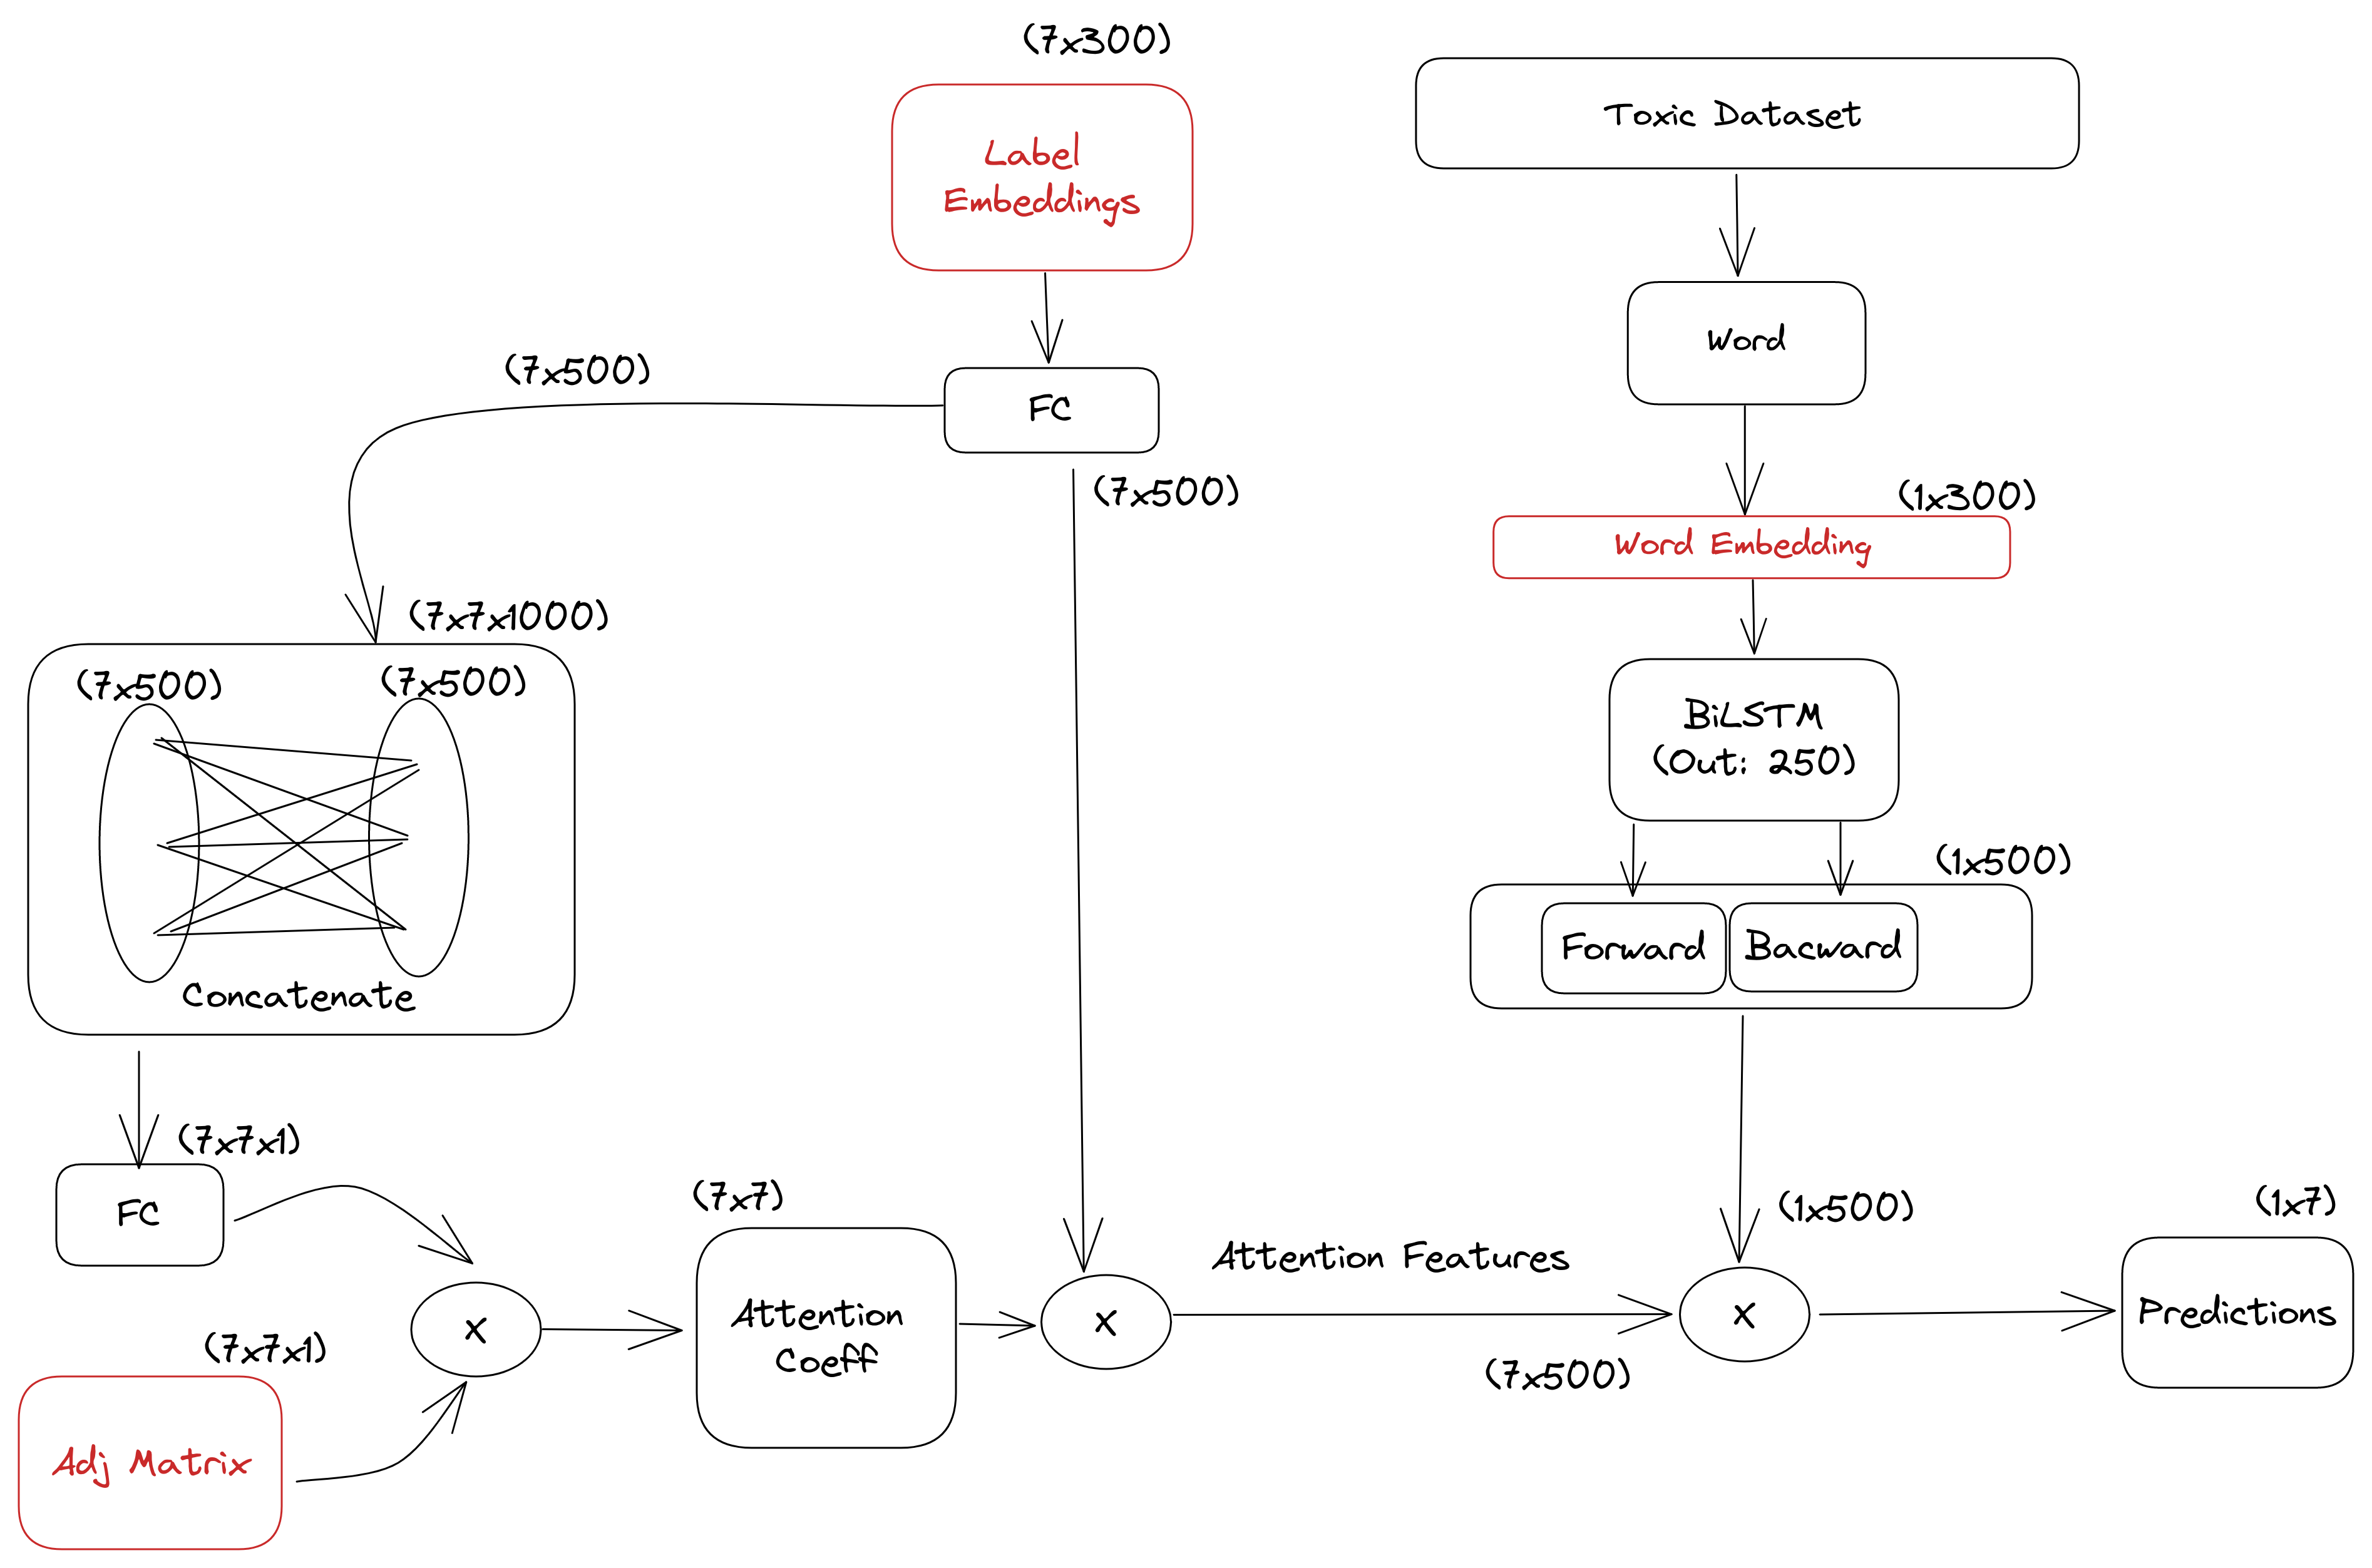 (7x300)
Label
Embeddings
FC
(7x500)
(7x500)
(7x7x1000)
(7x500)
(7x500)
Concatenate
(7x7x1)
FC
(7x7x1)
Adj Matrix
x
(7x7)
Attention
Coeff
x
Attention Features
(7x500)
Toxic Dataset
Word
(1x300)
Word Embedding
BiLSTM
(Out: 250)
(1x500)
Forward
Bacward
(1x500)
x
(1x7)
Predictions